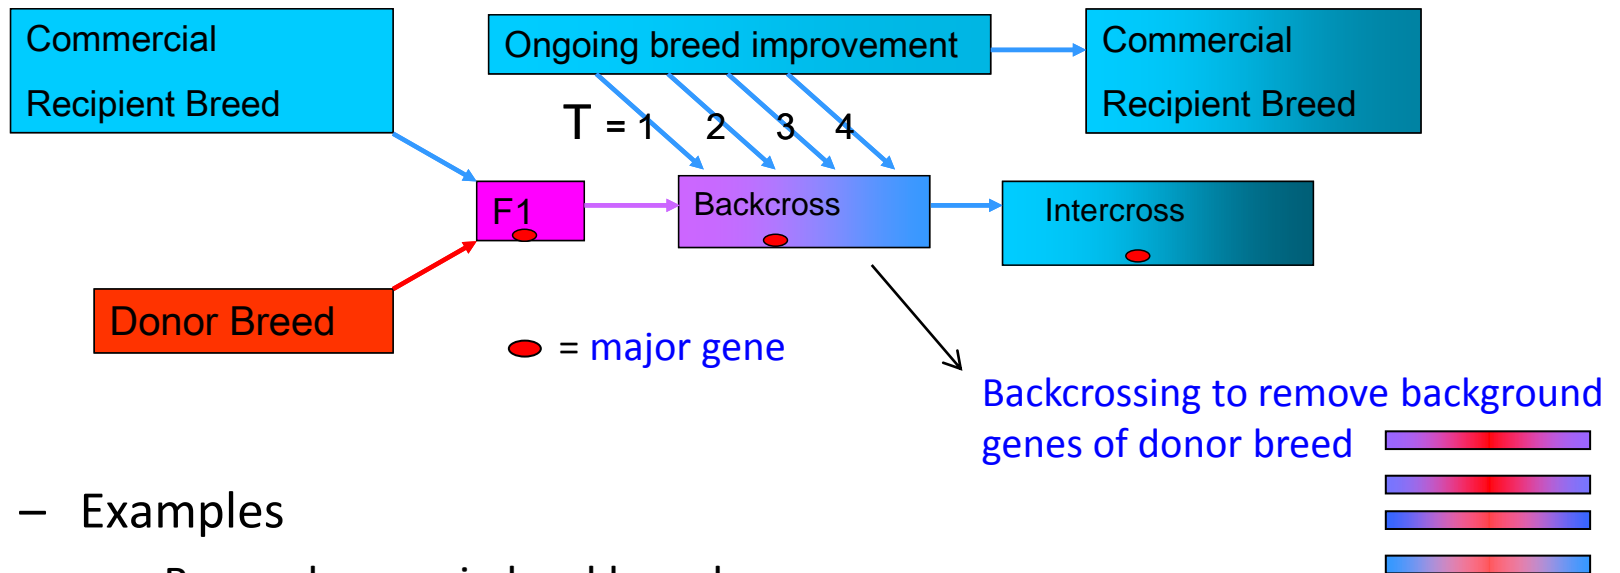 Commercial
Recipient Breed
Ongoing breed improvement
Commercial
Recipient Breed
T = 1 2 3 4
F1
Backcross
Intercross
Donor Breed
= major gene
Backcrossing to remove background
genes of donor breed
– Examples